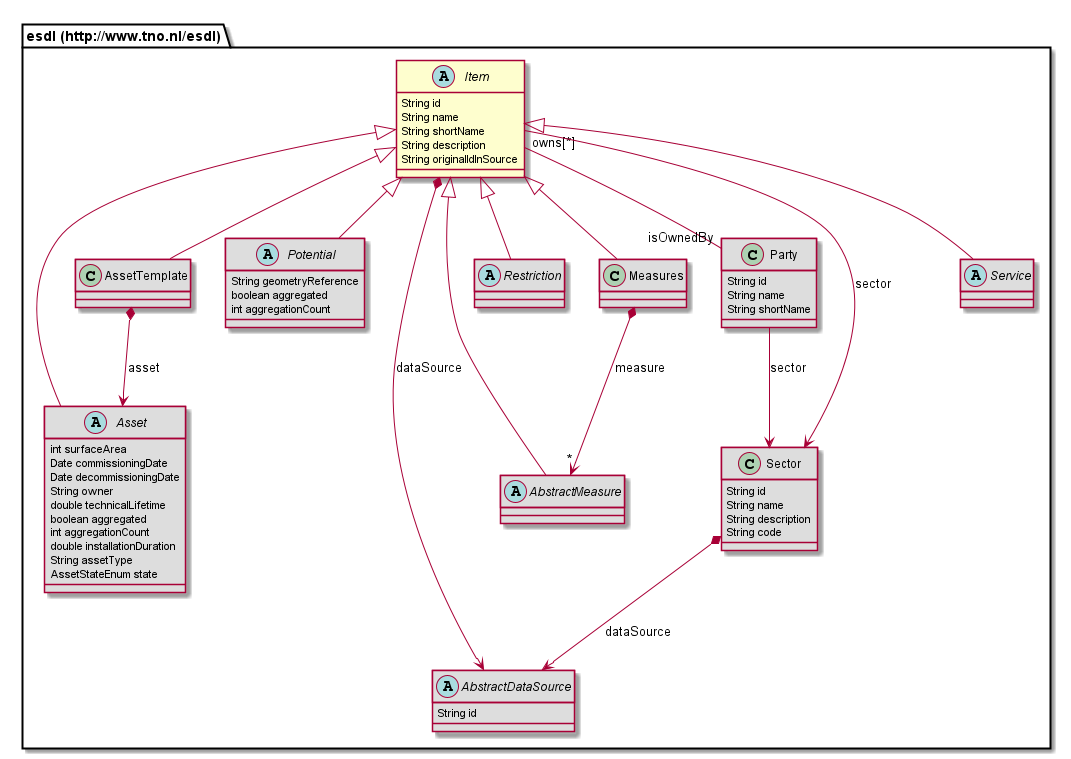 esdl (http://www.tno.nl/esdl)
A Item
String id
String name
String shortName
String description
String originalIdInSource
owns[*]
isOwnedBy
C AssetTemplate
A Potential
String geometryReference
boolean aggregated
int aggregationCount
A Restriction
C Measures
C Party
String id
String name
String shortName
A Service
sector
asset
dataSource
measure
sector
*
A Asset
int surfaceArea
Date commissioningDate
Date decommissioningDate
String owner
double technicalLifetime
boolean aggregated
int aggregationCount
double installationDuration
String assetType
AssetStateEnum state
A AbstractMeasure
C Sector
String id
String name
String description
String code
dataSource
A AbstractDataSource
String id